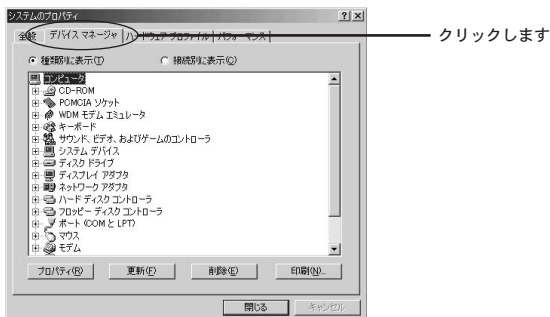 システムのプロパティ
全般 デバイス マネージャ ハードウェア プロファイル パフォーマンス
クリックします
種類別に表示(T) 接続別に表示(C)
コンピュータ
CD-ROM
PCMCIA ソケット
WDM モデム エミュレータ
キーボード
サウンド、ビデオ、およびゲームのコントローラ
システム デバイス
ディスク ドライブ
ディスプレイ アダプタ
ネットワーク アダプタ
ハード ディスク コントローラ
フロッピー ディスク コントローラ
ポート (COM と LPT)
マウス
モデム
プロパティ(R) 更新(F) 削除(E) 印刷(N)...
閉じる キャンセル